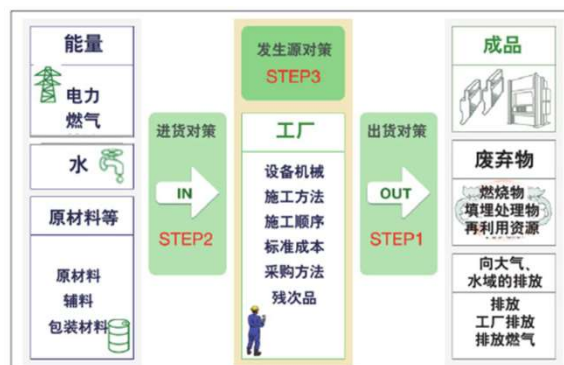 能量
电力
燃气
水
原材料等
原材料
辅料
包装材料
进货对策
IN
STEP2
发生源对策
STEP3
工厂
设备机械
施工方法
施工顺序
标准成本
采购方法
残次品
出货对策
OUT
STEP1
成品
废弃物
燃烧物
填埋处理物
再利用资源
向大气、
水域的排放
排放
工厂排放
排放燃气